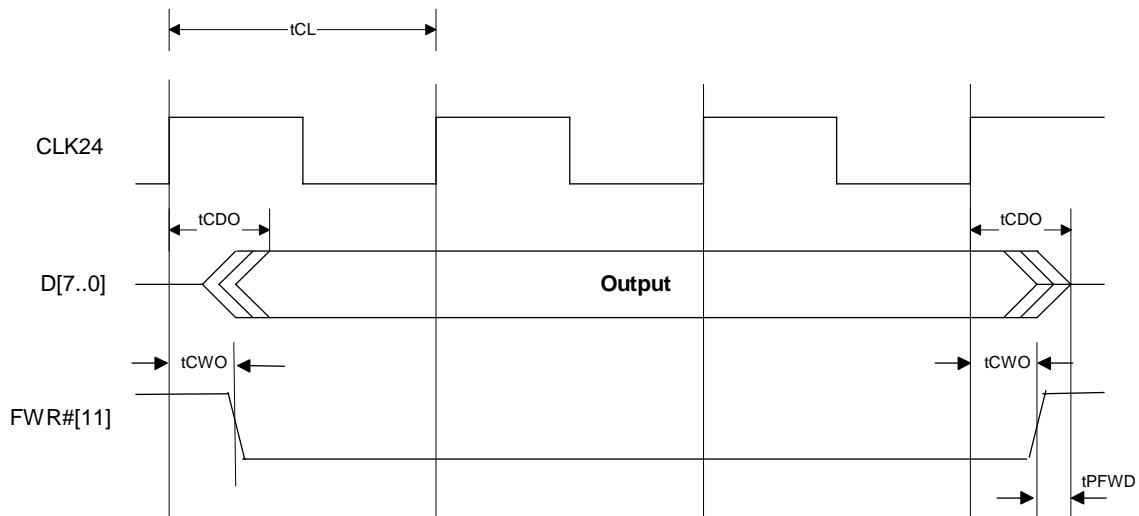 tCL
CLK24
tCDO
tCDO
D[7..0]
Output
tCWO
tCWO
FWR#[11]
tPFWD